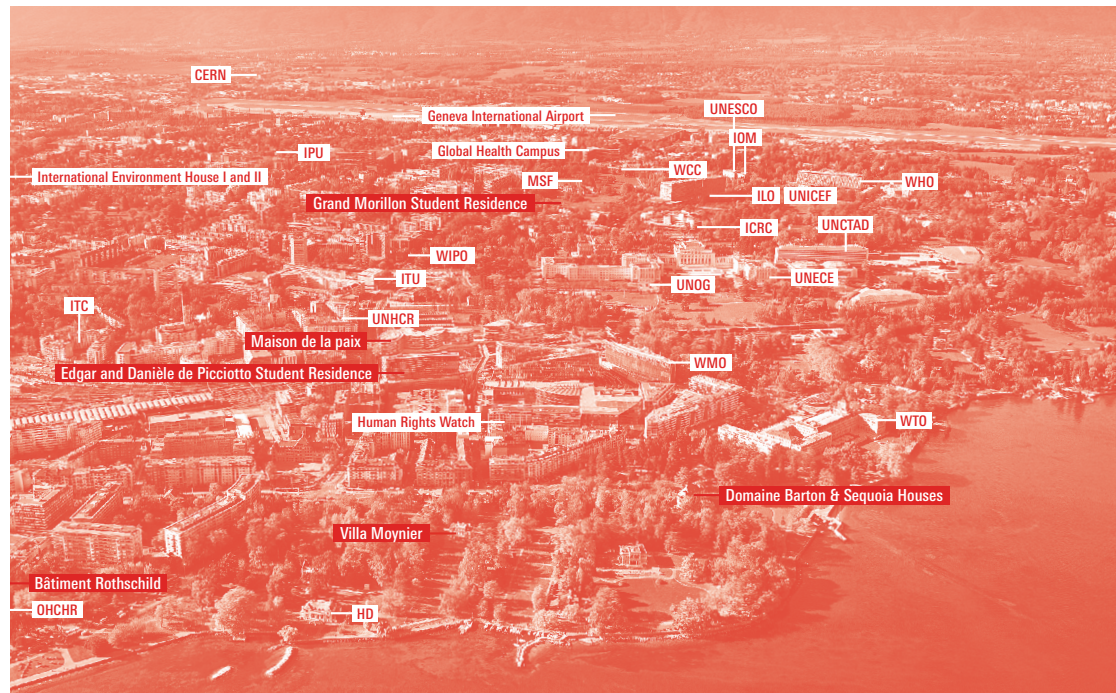 CERN
UNESCO
Geneva International Airport
IOM
IPU
Global Health Campus
WCC
International Environment House I and II
MSF
WHO
ILO UNICEF
Grand Morillon Student Residence
ICRC
UNCTAD
WIPO
ITU
UNOG
UNECE
ITC
UNHCR
Maison de la paix
WMO
Edgar and Danièle de Picciotto Student Residence
Human Rights Watch
WTO
Domaine Barton & Sequoia Houses
Villa Moynier
Bâtiment Rothschild
OHCHR
HD